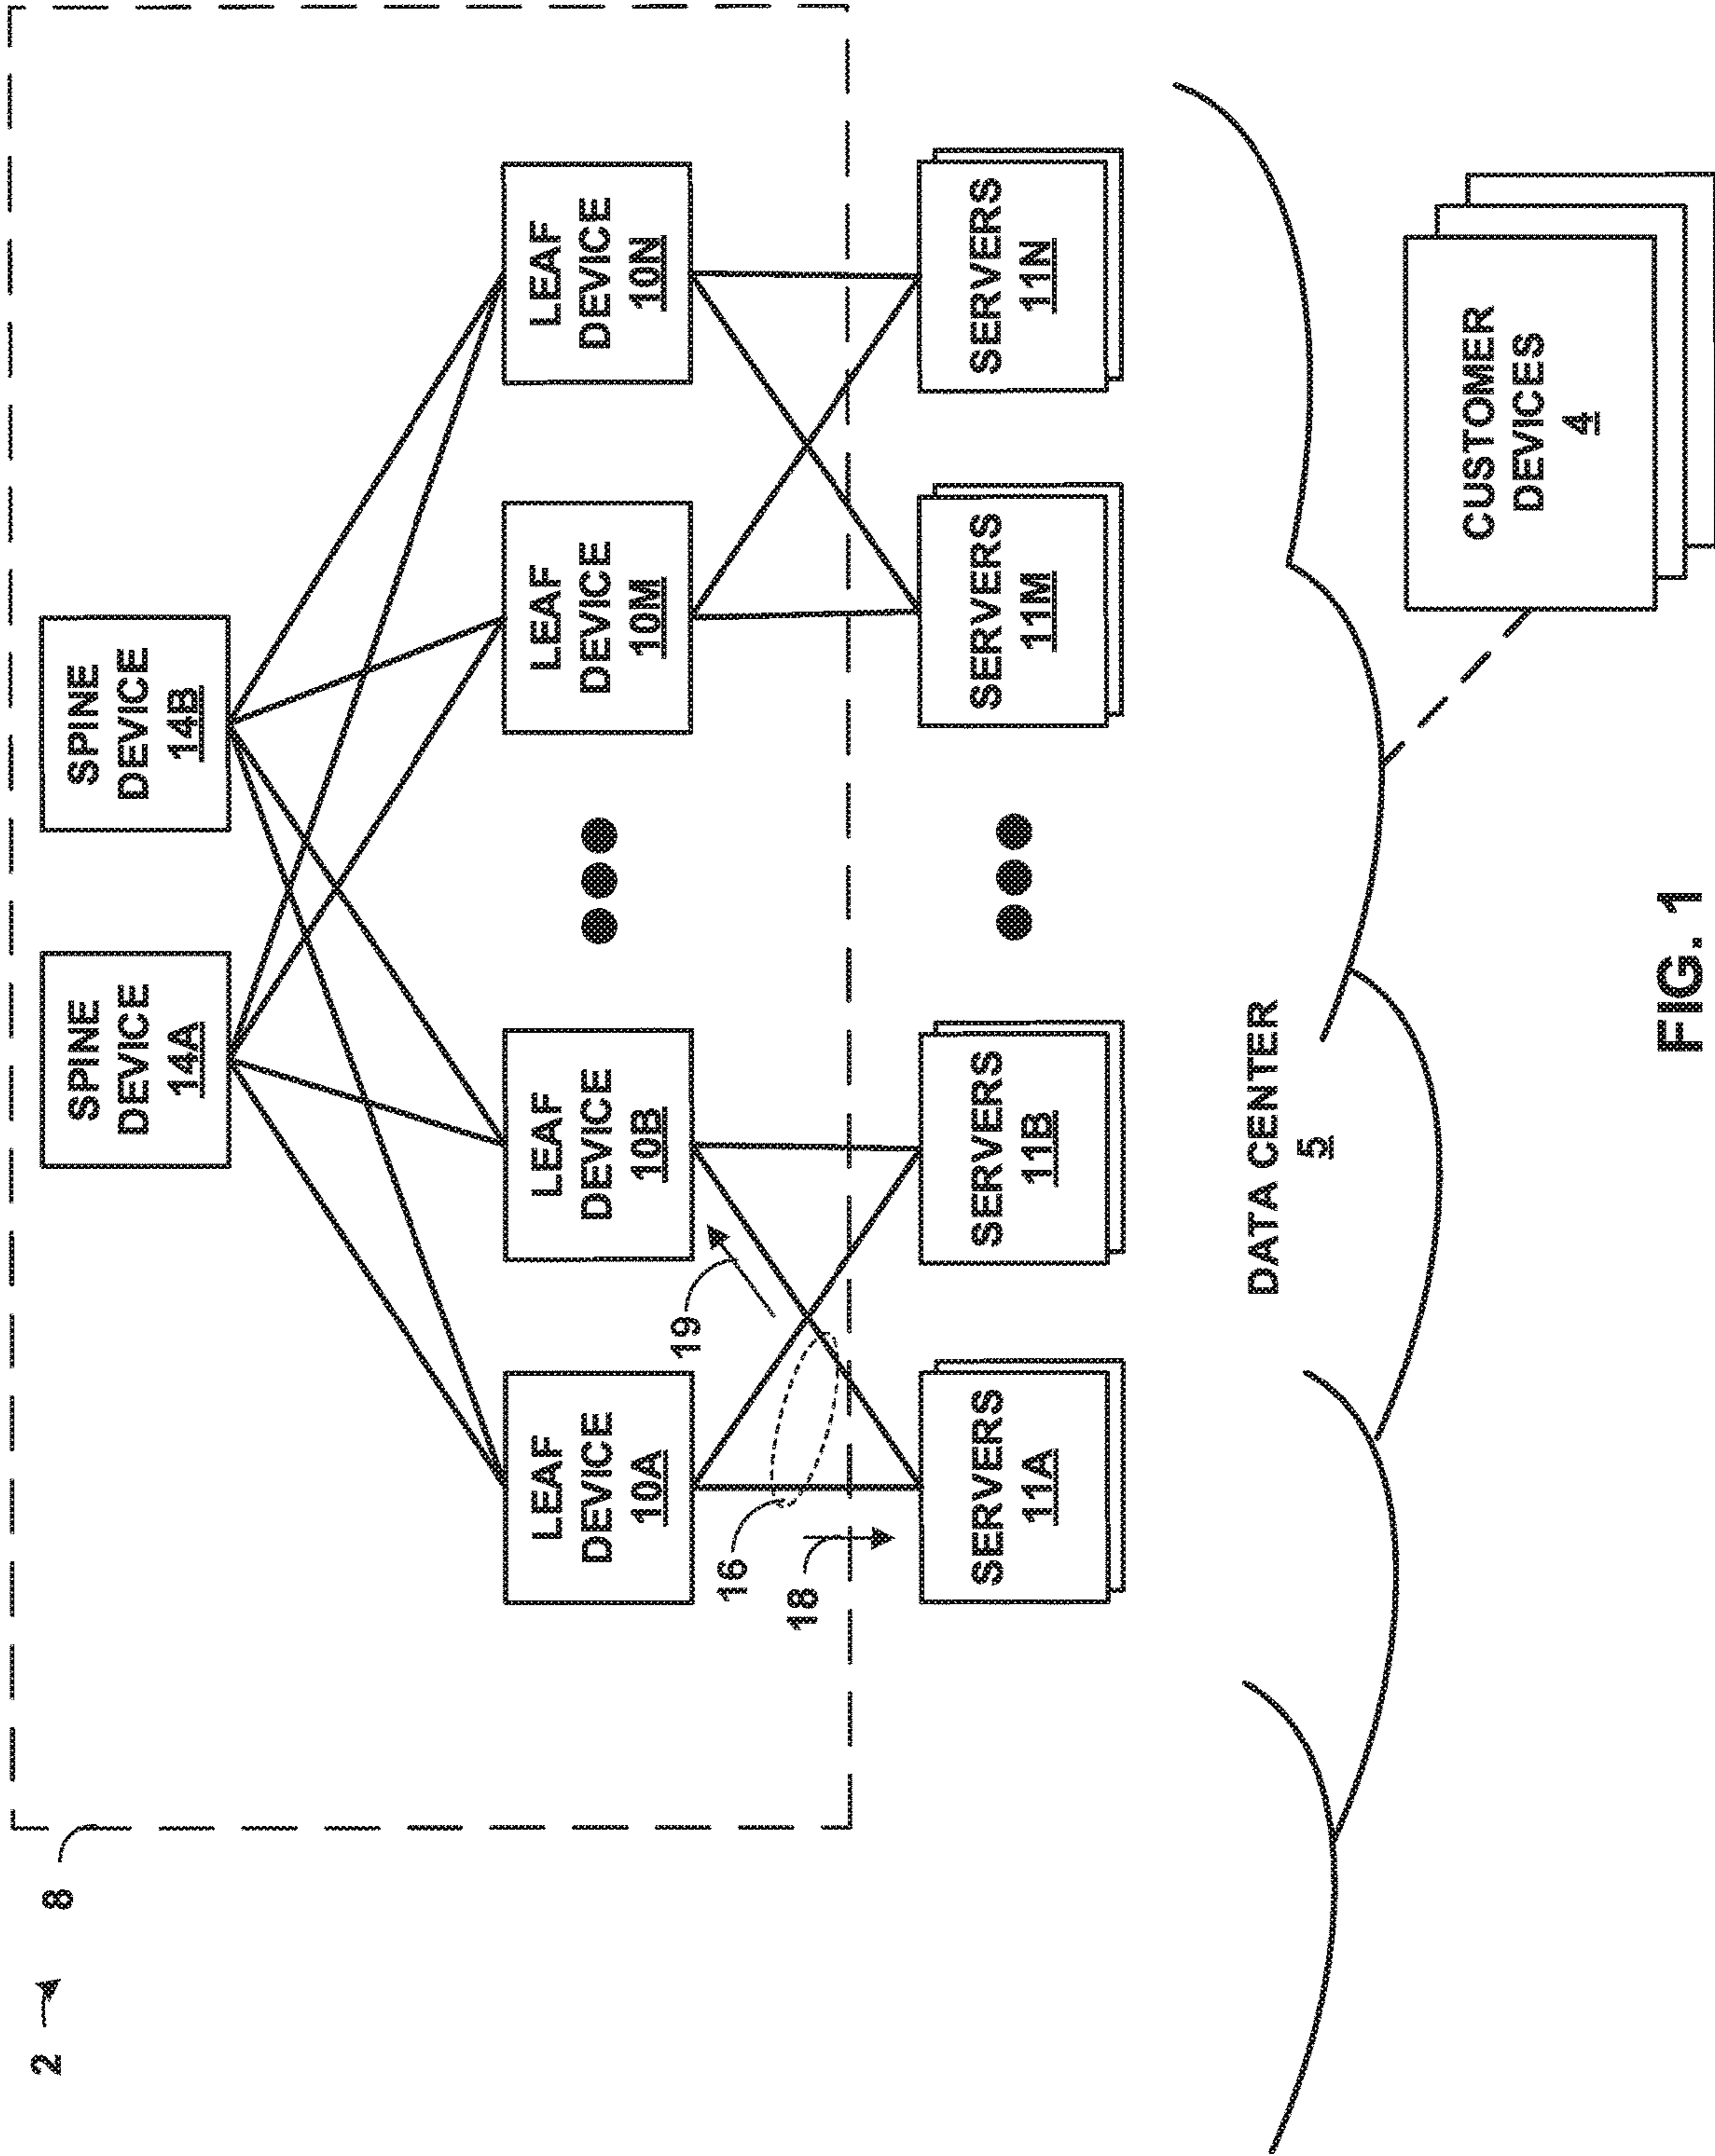 2
8
SPINE
DEVICE
14A
SPINE
DEVICE
14B
LEAF
DEVICE
10A
LEAF
DEVICE
10B
LEAF
DEVICE
10M
LEAF
DEVICE
10N
19
16
18
SERVERS
11A
SERVERS
11B
SERVERS
11M
SERVERS
11N
DATA CENTER
5
CUSTOMER
DEVICES
4
FIG. 1